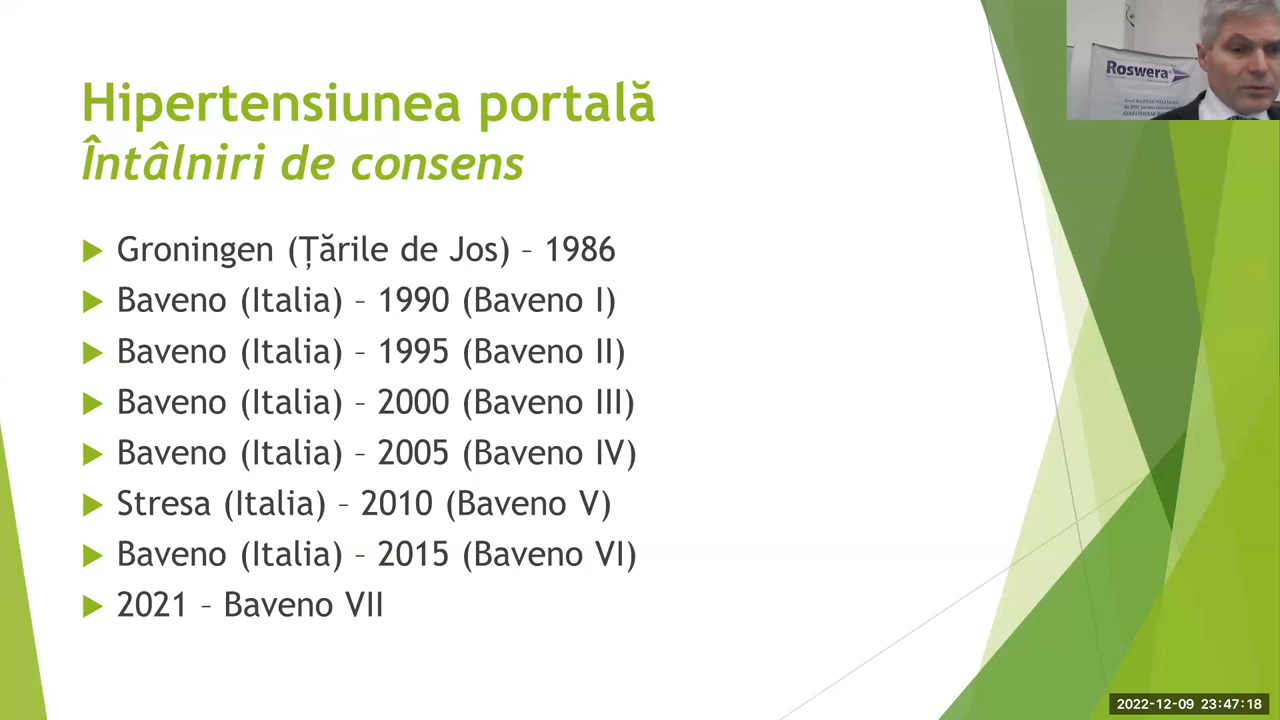 Hipertensiunea portală
Întâlniri de consens
Groningen (Țările de Jos) – 1986
Baveno (Italia) – 1990 (Baveno I)
Baveno (Italia) – 1995 (Baveno II)
Baveno (Italia) – 2000 (Baveno III)
Baveno (Italia) – 2005 (Baveno IV)
Stresa (Italia) – 2010 (Baveno V)
Baveno (Italia) – 2015 (Baveno VI)
2021 – Baveno VII
Roswera
2022-12-09 23:47:18